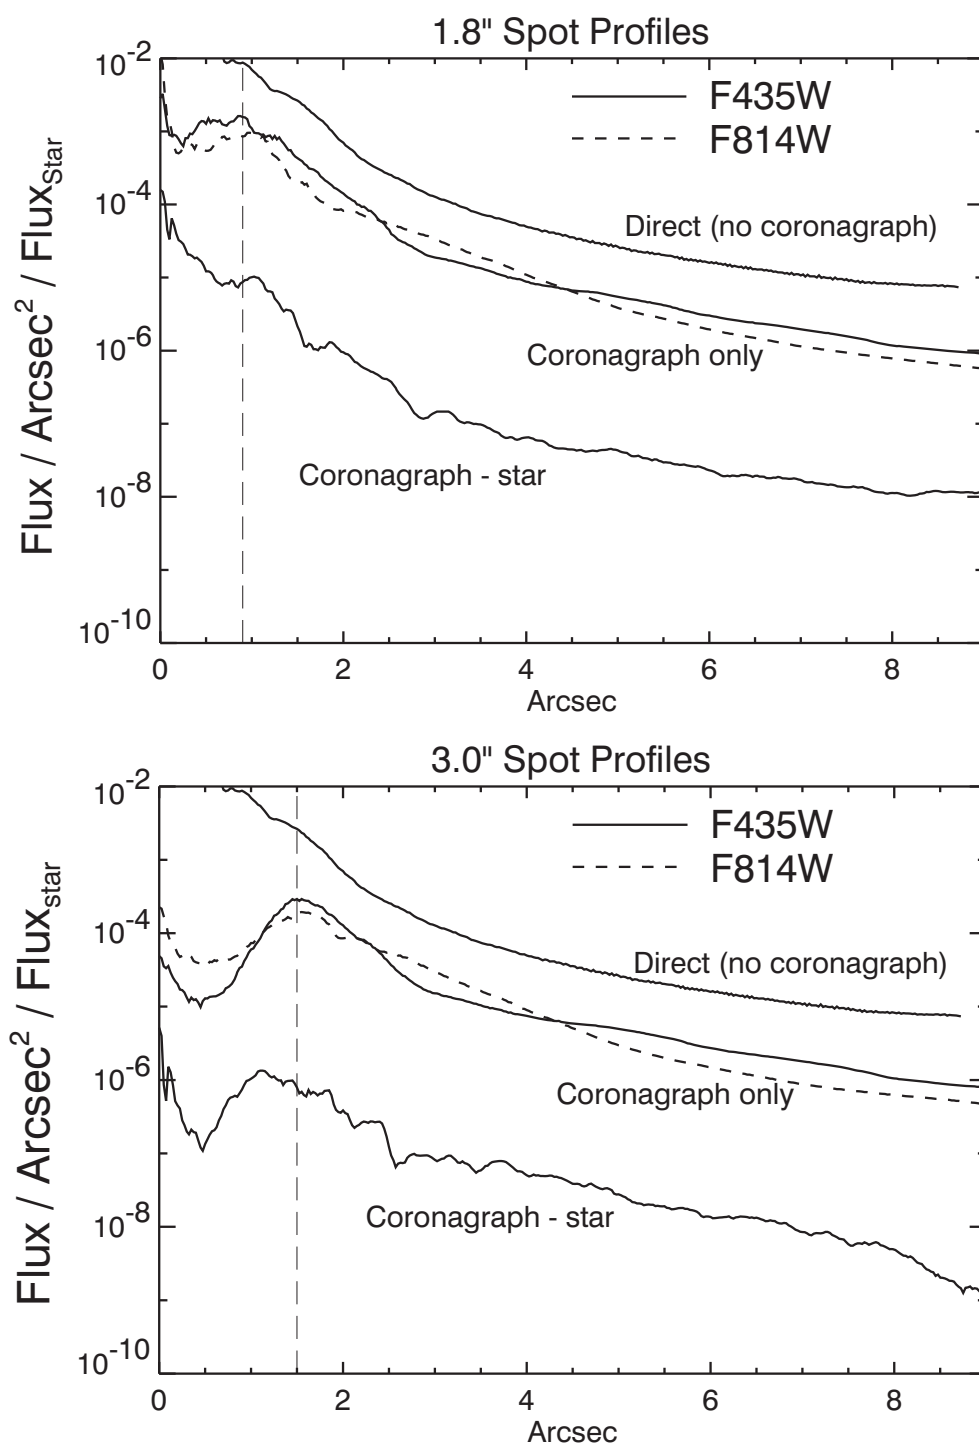 1.8" Spot Profiles
10^-2
F435W
F814W
10^-4
Direct (no coronagraph)
10^-6
Coronagraph only
Coronagraph - star
10^-8
10^-10
Flux / Arcsec^2 / Flux_Star
0 2 4 6 8
Arcsec
3.0" Spot Profiles
10^-2
F435W
F814W
10^-4
Direct (no coronagraph)
10^-6
Coronagraph only
Coronagraph - star
10^-8
10^-10
Flux / Arcsec^2 / Flux_star
0 2 4 6 8
Arcsec